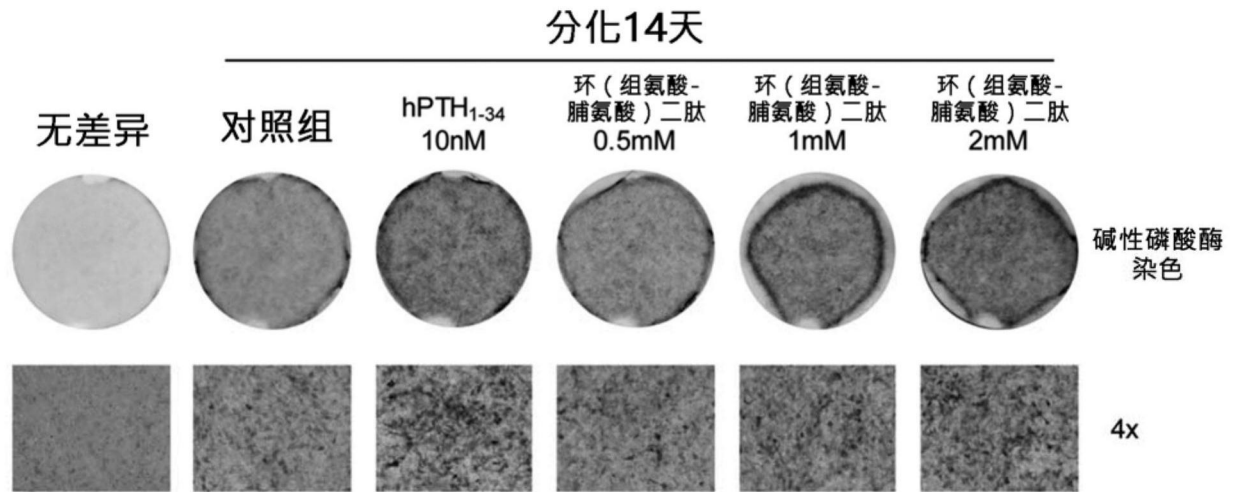 分化14天
无差异
对照组
hPTH1-34
10nM
环（组氨酸-
脯氨酸）二肽
0.5mM
环（组氨酸-
脯氨酸）二肽
1mM
环（组氨酸-
脯氨酸）二肽
2mM
碱性磷酸酶
染色
4x